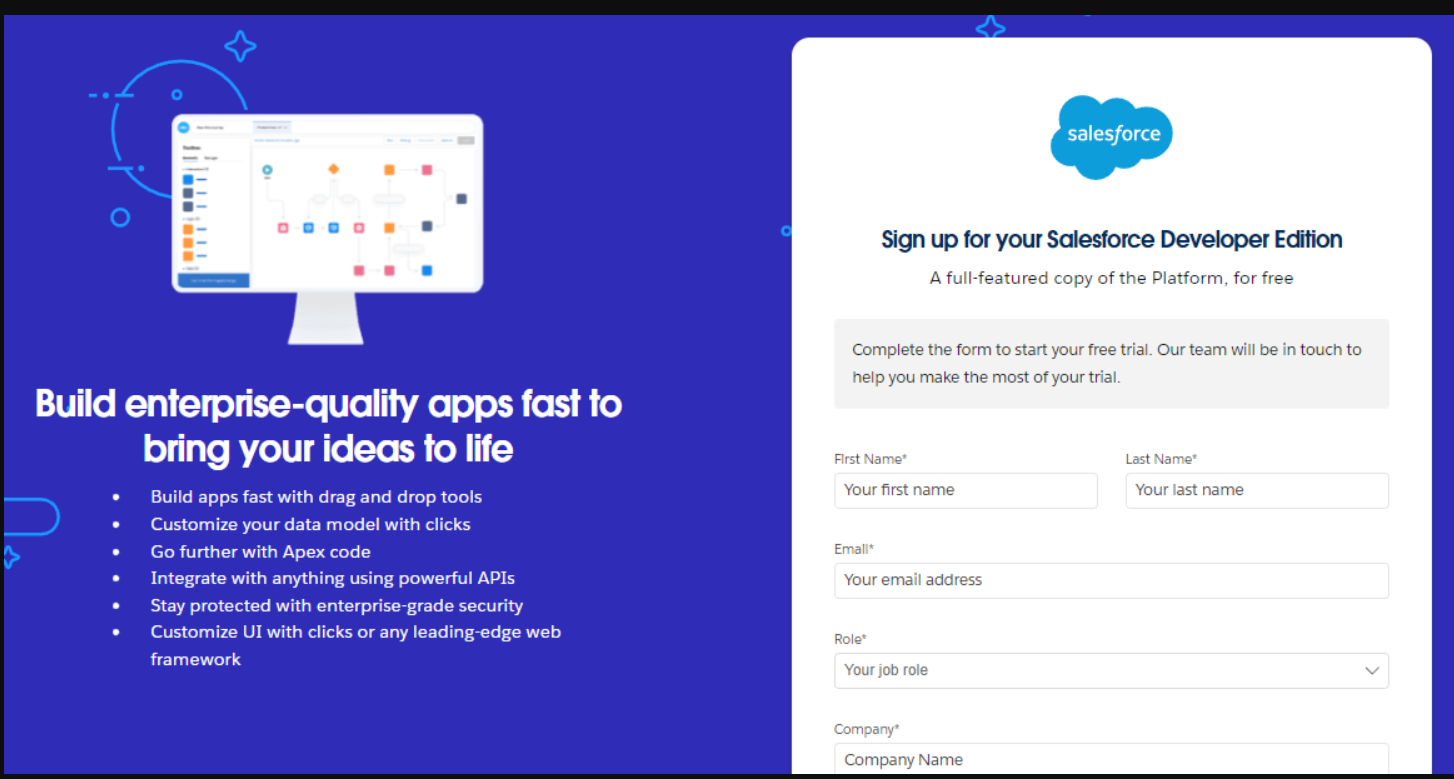 Build enterprise-quality apps fast to
bring your ideas to life
• Build apps fast with drag and drop tools
• Customize your data model with clicks
• Go further with Apex code
• Integrate with anything using powerful APIs
• Stay protected with enterprise-grade security
• Customize UI with clicks or any leading-edge web
framework
salesforce
Sign up for your Salesforce Developer Edition
A full-featured copy of the Platform, for free
Complete the form to start your free trial. Our team will be in touch to
help you make the most of your trial.
First Name* Last Name*
Your first name Your last name
Email*
Your email address
Role*
Your job role
Company*
Company Name